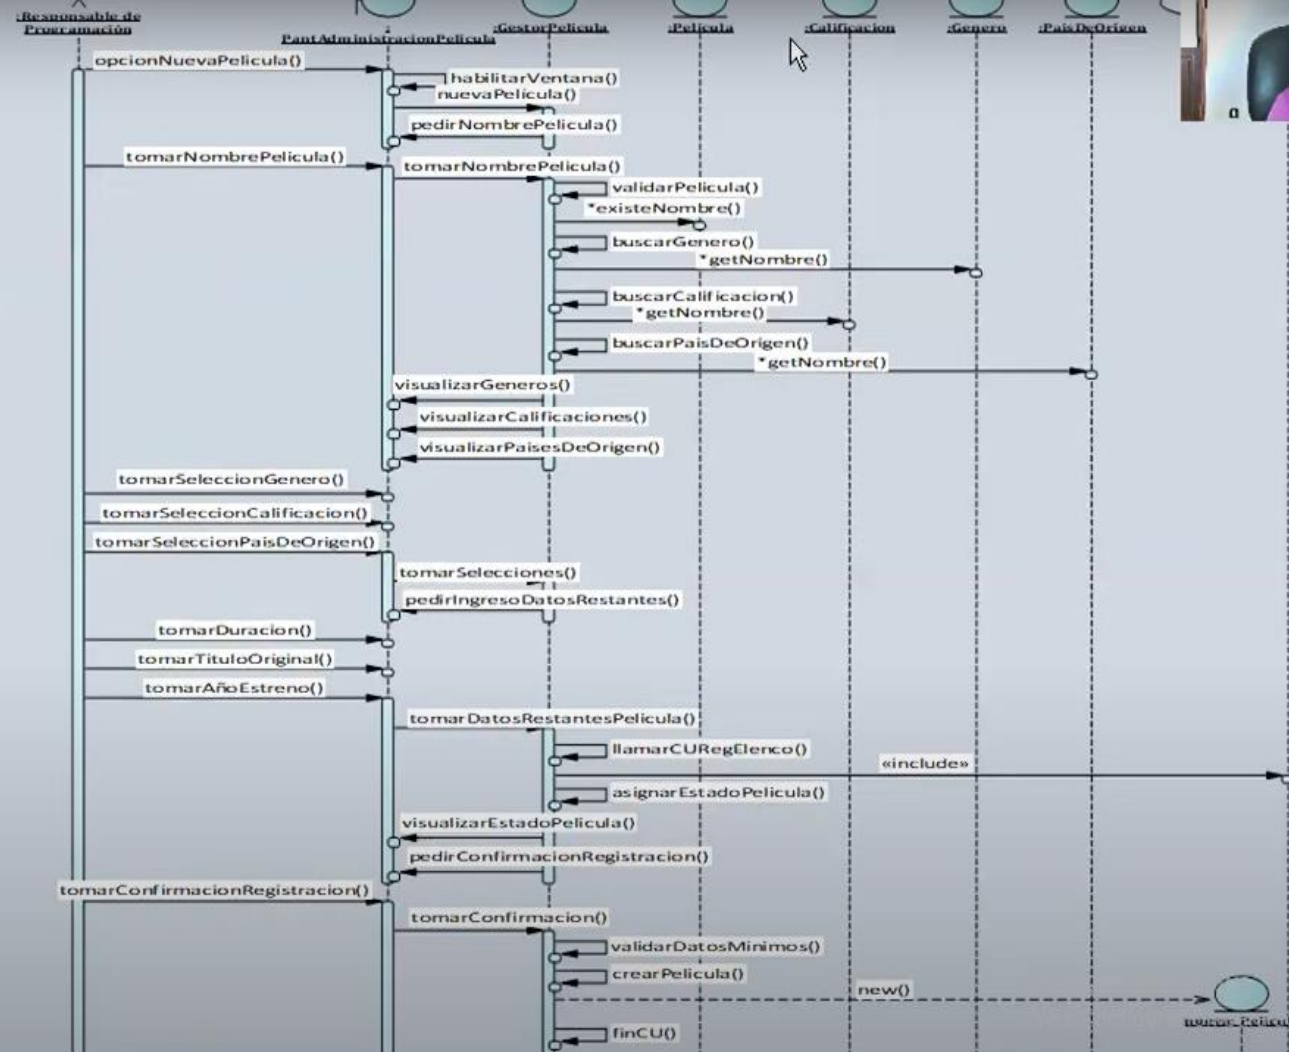 :Responsable de
Programación
:PantAdministracionPelicula
:GestorPelicula
:Pelicula
:Calificacion
:Genero
:PaisDeOrigen
opcionNuevaPelicula()
habilitarVentana()
nuevaPelicula()
pedirNombrePelicula()
tomarNombrePelicula()
tomarNombrePelicula()
validarPelicula()
*existeNombre()
buscarGenero()
*getNombre()
buscarCalificacion()
*getNombre()
buscarPaisDeOrigen()
*getNombre()
visualizarGeneros()
visualizarCalificaciones()
visualizarPaisesDeOrigen()
tomarSeleccionGenero()
tomarSeleccionCalificacion()
tomarSeleccionPaisDeOrigen()
tomarSelecciones()
pedirIngresoDatosRestantes()
tomarDuracion()
tomarTituloOriginal()
tomarAñoEstreno()
tomarDatosRestantesPelicula()
llamarCURegElenco()
«include»
asignarEstadoPelicula()
visualizarEstadoPelicula()
pedirConfirmacionRegistracion()
tomarConfirmacionRegistracion()
tomarConfirmacion()
validarDatosMinimos()
crearPelicula()
new()
finCU()